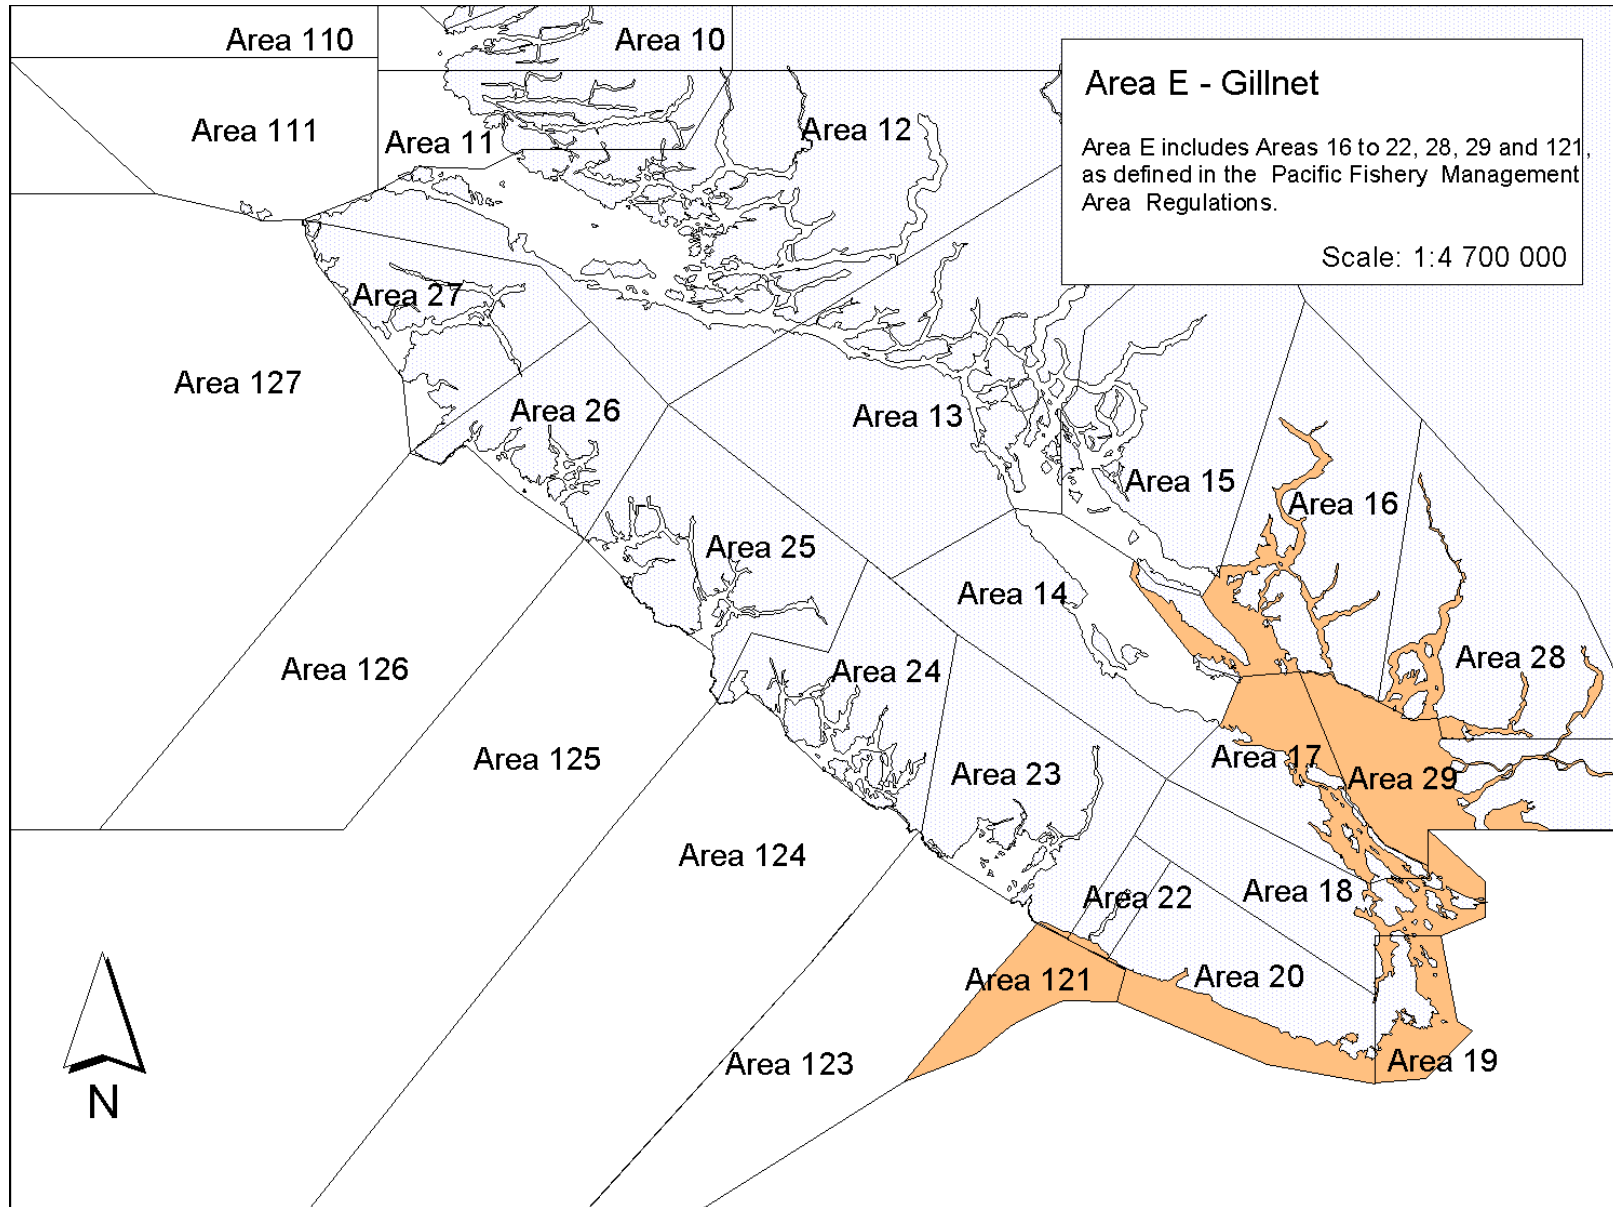 Area 110
Area 10
Area E - Gillnet
Area 111
Area 11
Area 12
Area E includes Areas 16 to 22, 28, 29 and 121,
as defined in the Pacific Fishery Management
Area Regulations.
Scale: 1:4 700 000
Area 27
Area 127
Area 26
Area 13
Area 15
Area 16
Area 25
Area 14
Area 126
Area 24
Area 28
Area 125
Area 23
Area 17
Area 29
Area 124
Area 22
Area 18
Area 121
Area 20
Area 123
Area 19
N